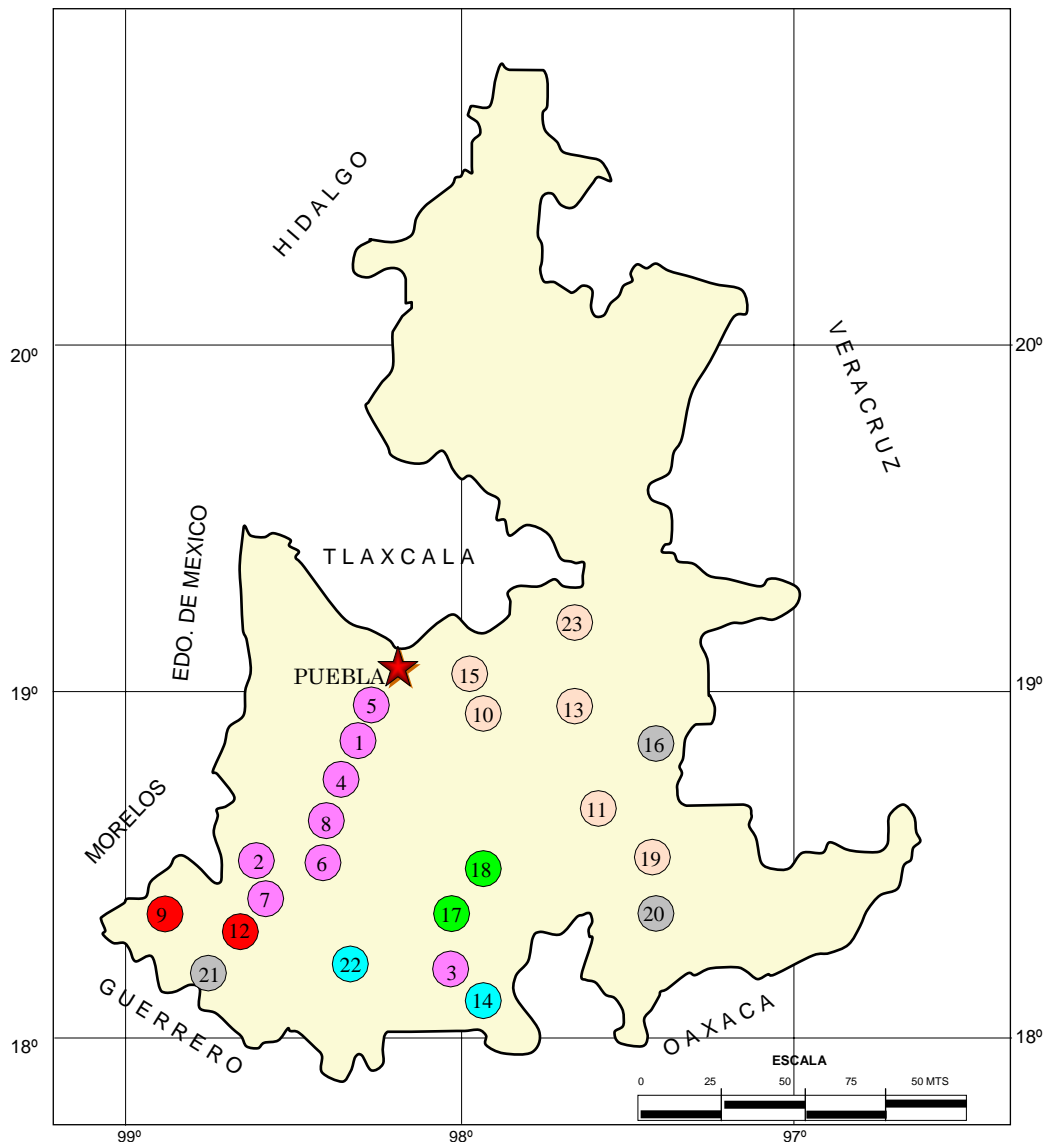 HIDALGO
VERACRUZ
20º
20º
EDO. DE MEXICO
TLAXCALA
23
PUEBLA
15
19º
19º
5
10
13
1
16
4
MORELOS
8
11
2
6
18
19
7
9
17
20
12
22
3
21
14
GUERRERO
OAXACA
18º
18º
ESCALA
0 25 50 75 50 MTS
99º 98º 97º